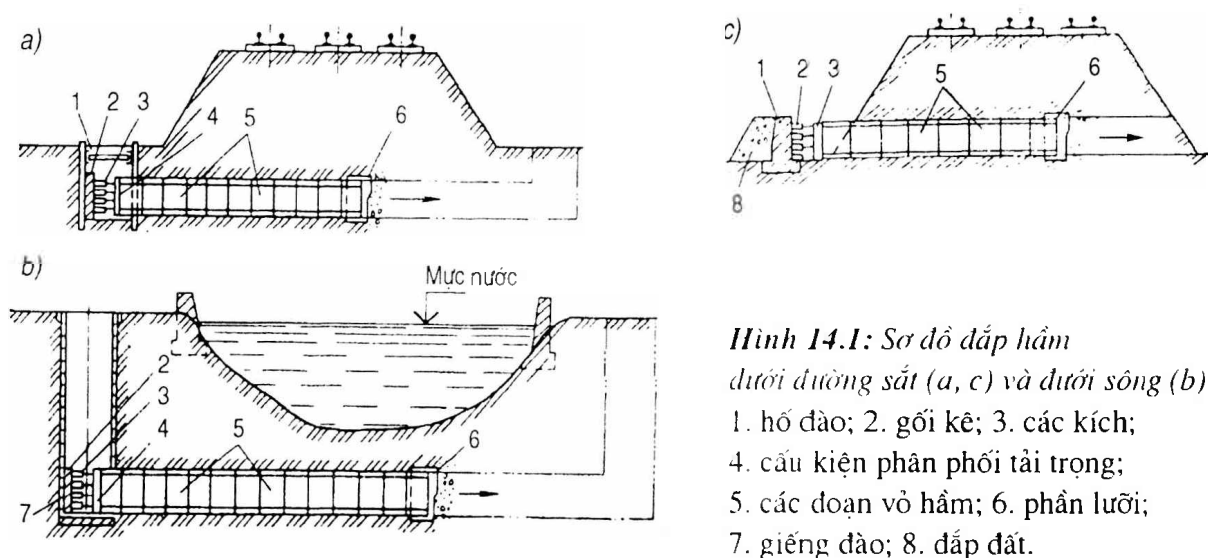 a)
1 2 3 4 5 6
c)
1 2 3 5 6
8
b)
Mực nước
2
3
4 5 6
7
Hình 14.1: Sơ đồ đắp hầm
dưới đường sắt (a, c) và dưới sông (b)
1. hố đào; 2. gối kê; 3. các kích;
4. cấu kiện phân phối tải trọng;
5. các đoạn vỏ hầm; 6. phần lưỡi;
7. giếng đào; 8. đắp đất.